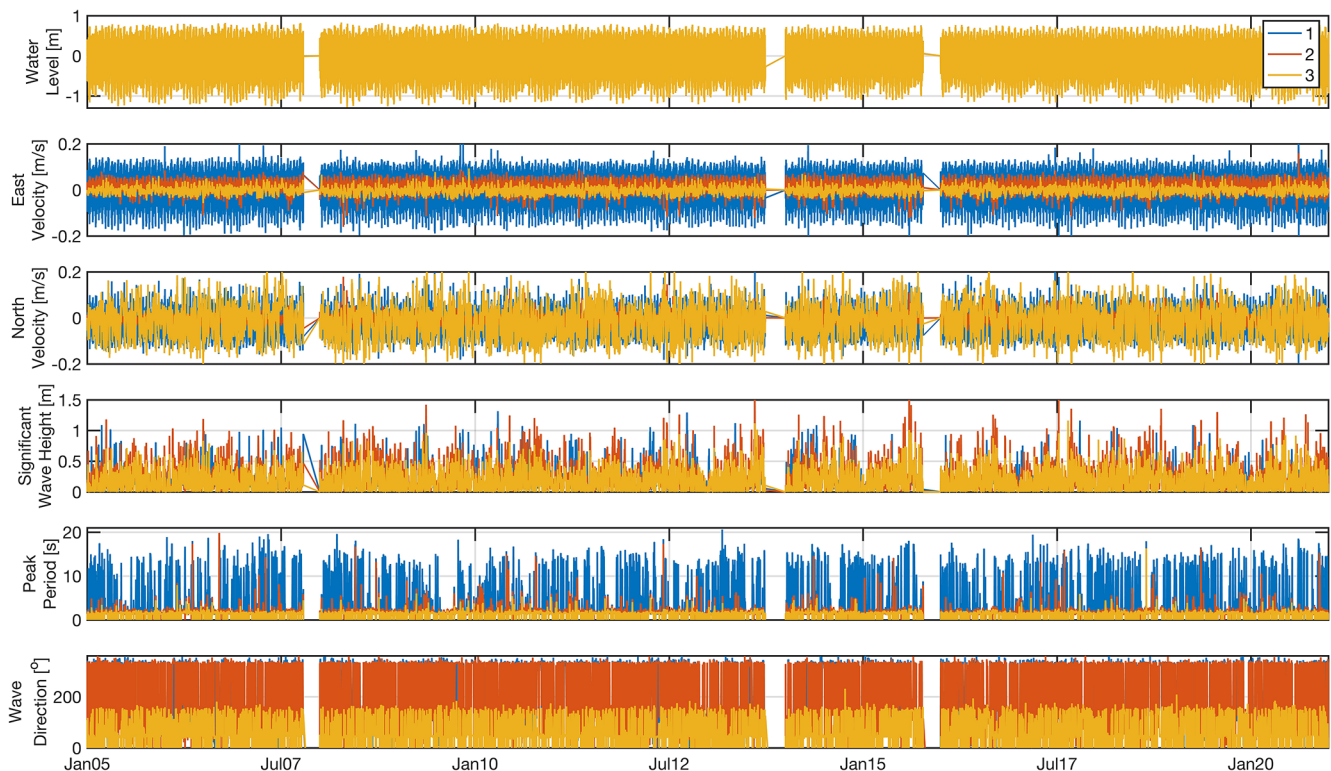 Water
Level [m]
1
0
-1
1
2
3
East
Velocity [m/s]
0.2
0
-0.2
North
Velocity [m/s]
0.2
0
-0.2
Significant
Wave Height [m]
1.5
1
0.5
0
Peak
Period [s]
20
10
0
Wave
Direction [º]
200
0
Jan05
Jul07
Jan10
Jul12
Jan15
Jul17
Jan20